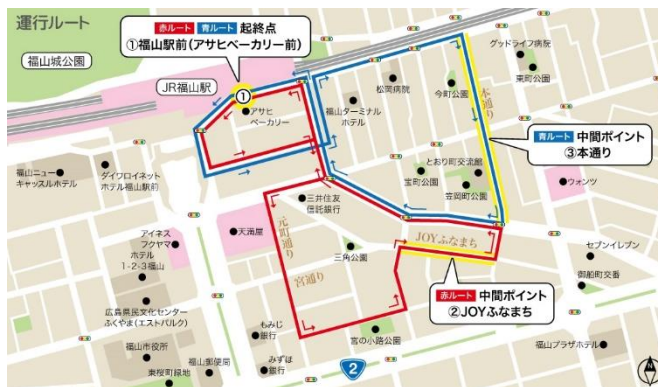 運行ルート
赤ルート 青ルート 起終点
①福山駅前(アサヒベーカリー前)
福山城公園
JR福山駅
①
アサヒ
ベーカリー
福山ターミナル
ホテル
松岡病院
今町公園
グッドライフ病院
東町公園
本通り
青ルート 中間ポイント
③本通り
とおり町交流館
宝町公園
笠岡町公園
ウォンツ
福山ニュー
キャッスルホテル
ダイワロイネット
ホテル福山駅前
三井住友
信託銀行
元町通り
天満屋
アイネス
フクヤマ
ホテル
1-2-3福山
宮通り
三角公園
JOYふなまち
セブンイレブン
御船町交番
赤ルート 中間ポイント
②JOYふなまち
広島県民文化センター
ふくやま(エストパルク)
もみじ
銀行
宮の小路公園
福山市役所
福山郵便局
みずほ
銀行
2
福山プラザホテル
東桜町緑地